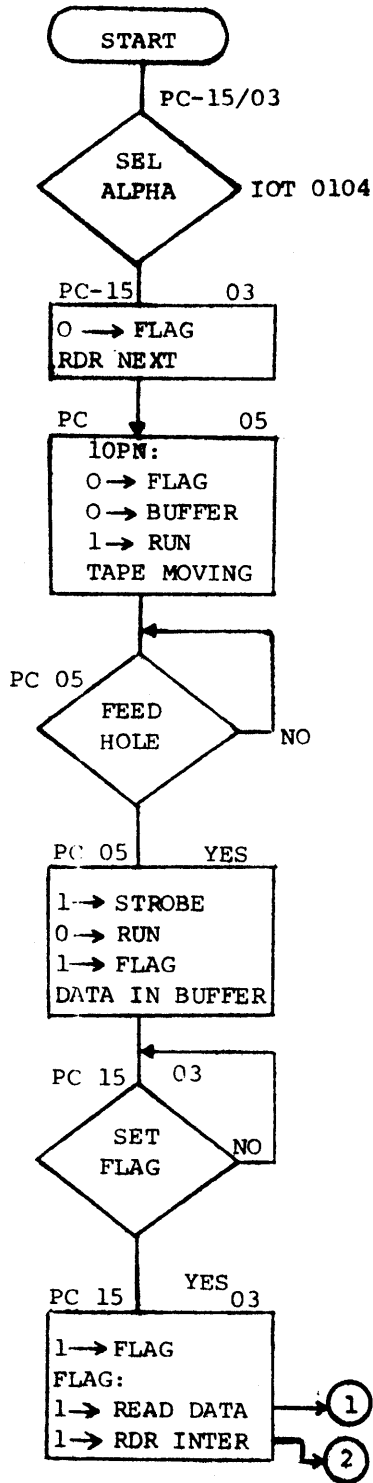 START
PC-15/03
SEL
ALPHA
IOT 0104
PC-15 03
0 → FLAG
RDR NEXT
PC 05
10PN:
0 → FLAG
0 → BUFFER
1 → RUN
TAPE MOVING
PC 05
FEED
HOLE
NO
PC 05 YES
1 → STROBE
0 → RUN
1 → FLAG
DATA IN BUFFER
PC 15 03
SET
FLAG
NO
YES
PC 15 03
1 → FLAG
FLAG:
1 → READ DATA
1
1 → RDR INTER
2